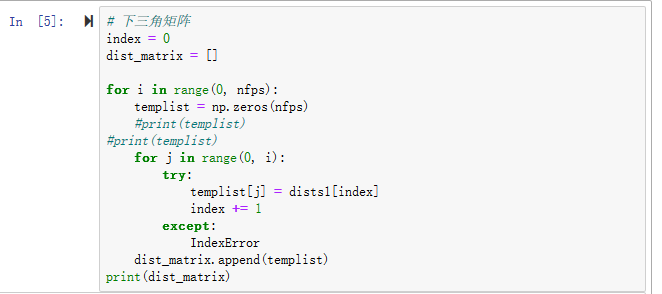 In [5]:
# 下三角矩阵
index = 0
dist_matrix = []
for i in range(0, nfps):
    templist = np.zeros(nfps)
    #print(templist)
#print(templist)
    for j in range(0, i):
        try:
            templist[j] = dists1[index]
            index += 1
        except:
            IndexError
    dist_matrix.append(templist)
print(dist_matrix)